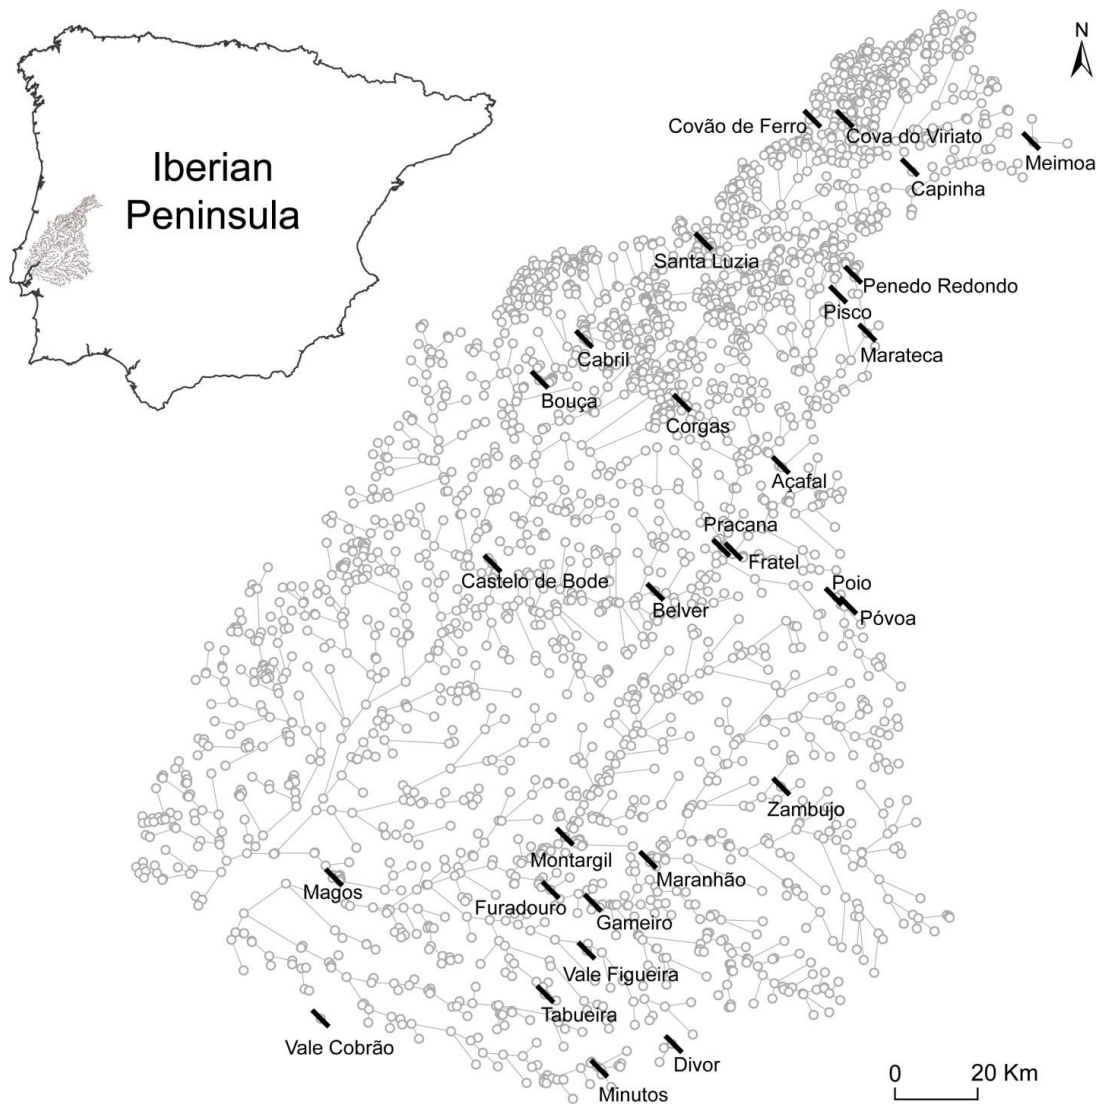 N
Iberian
Peninsula
Covão de Ferro
Cova do Viriato
Meimoa
Capinha
Santa Luzia
Penedo Redondo
Pisco
Marateca
Cabril
Bouça
Corgas
Açafal
Pracana
Fratel
Castelo de Bode
Poio
Belver
Póvoa
Zambujo
Montargil
Maranhão
Magos
Furadouro
Gameiro
Vale Figueira
Tabueira
Vale Cobrão
Divor
Minutos
0 20 Km